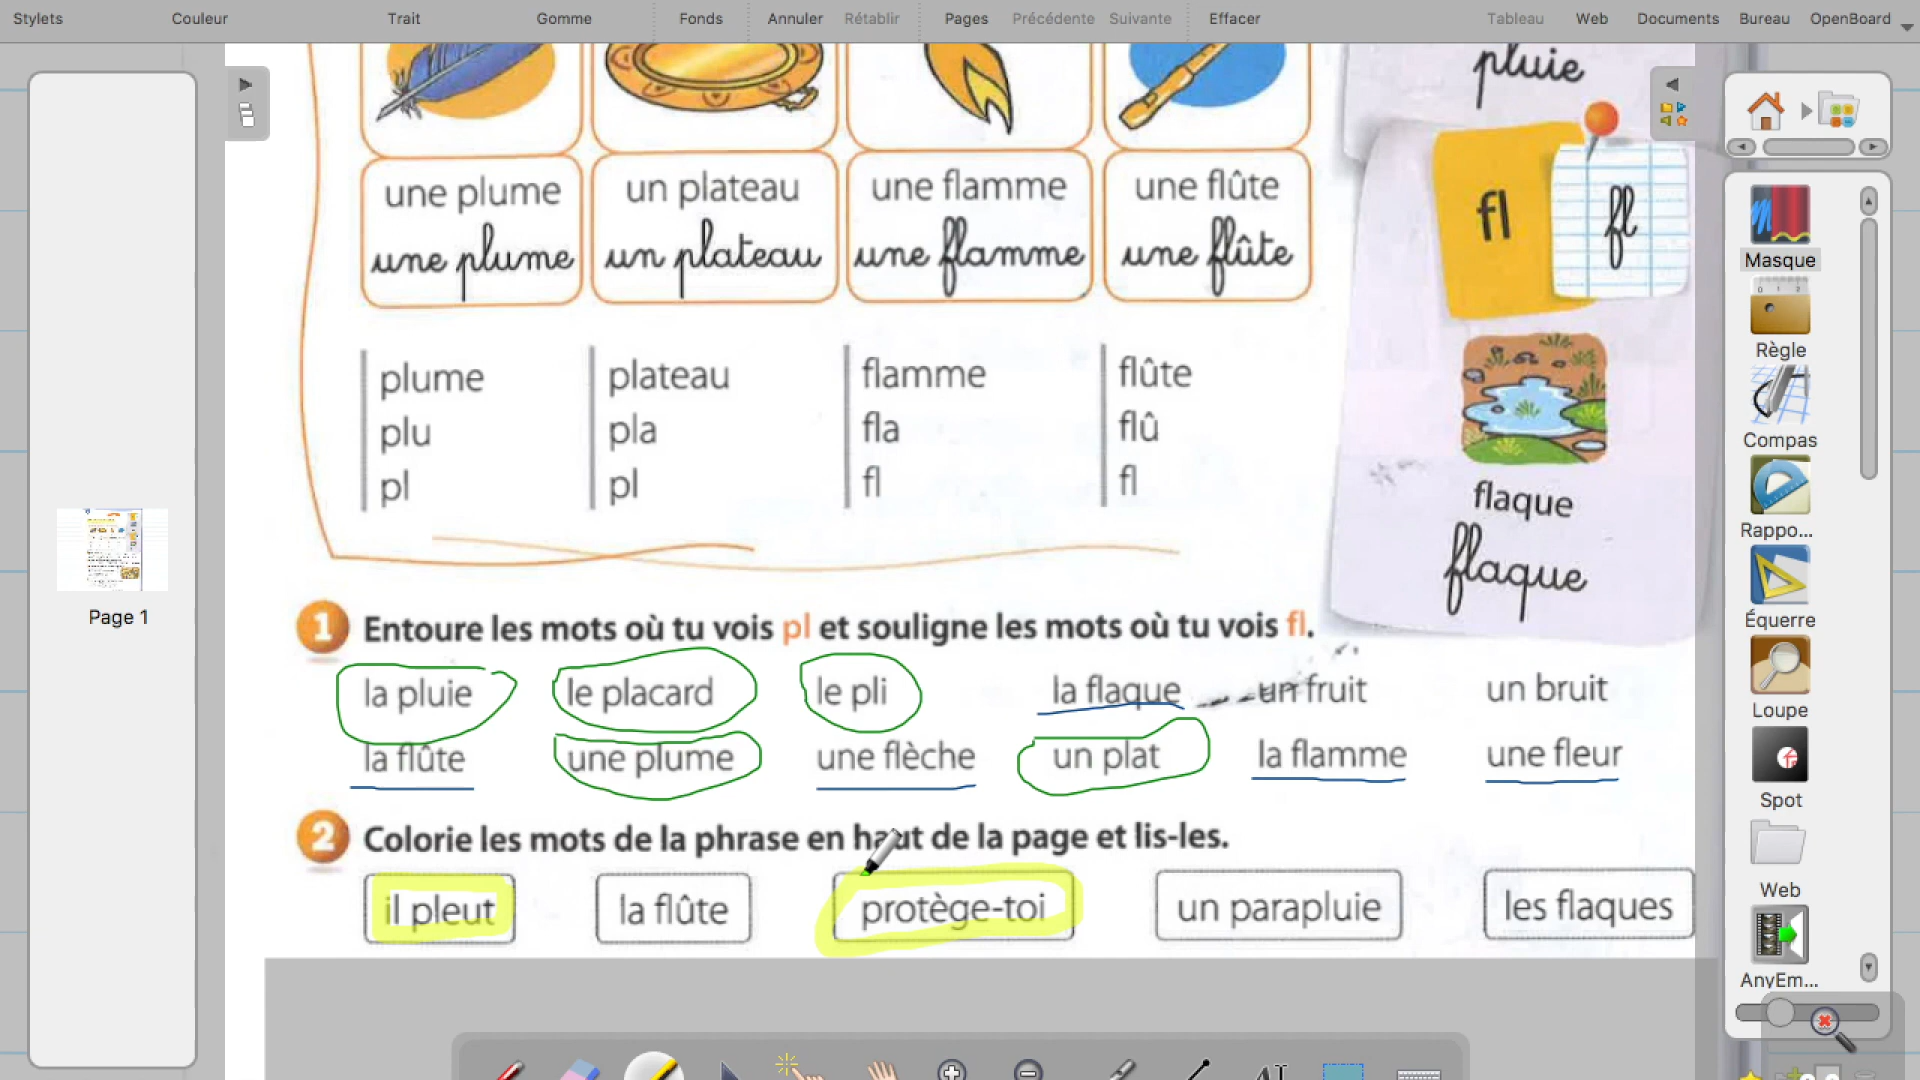 Stylets Couleur Trait Gomme Fonds Annuler Rétablir Pages Précédente Suivante Effacer Tableau Web Documents Bureau OpenBoard
pluie
une plume un plateau une flamme une flûte
une plume un plateau une flamme une flûte
fl fl
plume plateau flamme flûte
plu pla fla flû
pl pl fl fl
flaque
flaque
1 Entoure les mots où tu vois pl et souligne les mots où tu vois fl.
la pluie le placard le pli la flaque un fruit un bruit
la flûte une plume une flèche un plat la flamme une fleur
2 Colorie les mots de la phrase en haut de la page et lis-les.
il pleut la flûte protège-toi un parapluie les flaques
Page 1
Masque
0 1 2
Règle
Compas
Rappo...
Équerre
Loupe
Spot
Web
AnyEm...